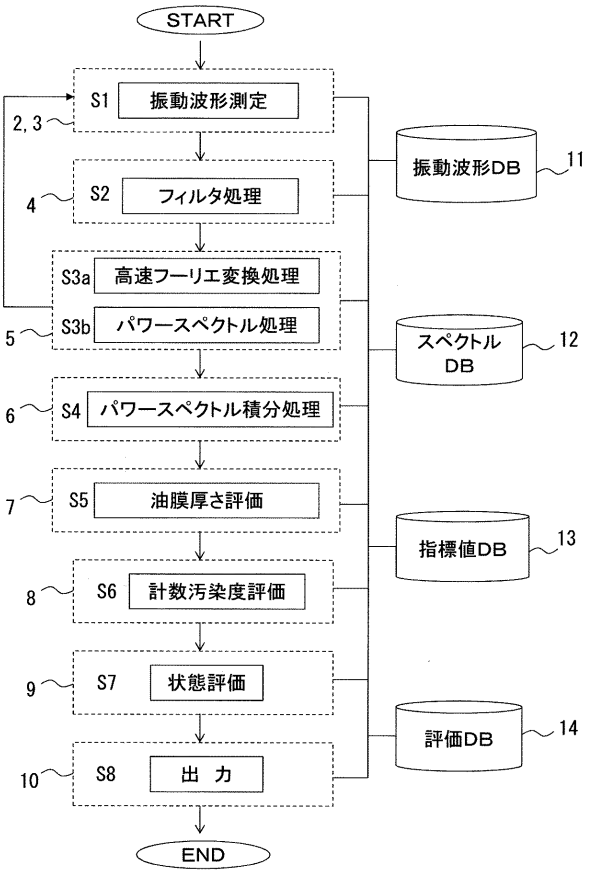 START
S1 振動波形測定
2, 3
振動波形DB
11
S2 フィルタ処理
4
S3a 高速フーリエ変換処理
S3b パワースペクトル処理
5
スペクトル
DB
12
S4 パワースペクトル積分処理
6
S5 油膜厚さ評価
7
指標値DB
13
S6 計数汚染度評価
8
S7 状態評価
9
評価DB
14
S8 出 力
10
END